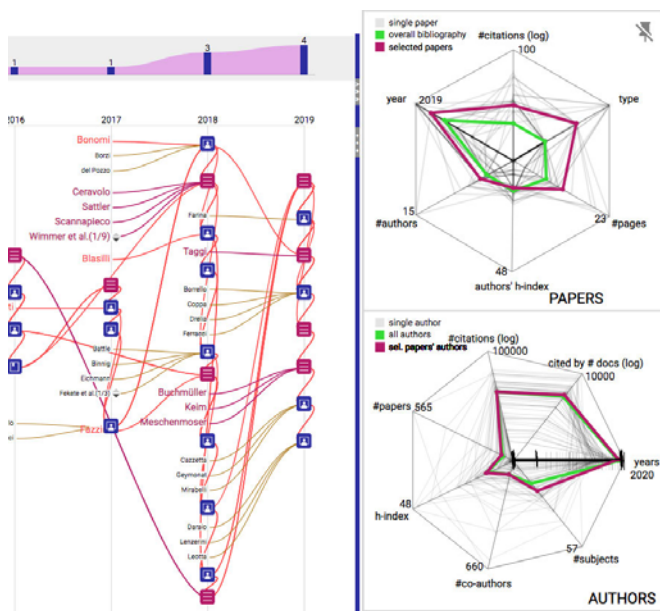 1
1
3
4
2016
2017
2018
2019
Bonomi
Borzi
del Pozzo
Ceravolo
Sattler
Scannapieco
Wimmer et al.(1/9)
Farina
Blasilli
Taggi
Borrella
Coppa
Drella
Ferranci
Battle
Binnig
Eichmann
Fekate et al.(1/3)
Buchmüller
Keim
Meschenmoser
Fazzi
Cazzetta
Geymonat
Mirabelli
Daraio
Lenzerini
Leotta
single paper
overall bibliography
selected papers
#citations (log)
100
year
2019
type
#authors
15
#pages
23
48
authors' h-index
PAPERS
single author
all authors
sel. papers' authors
#citations (log)
100000
cited by # docs (log)
10000
#papers
565
years
2020
h-index
48
#subjects
57
#co-authors
660
AUTHORS